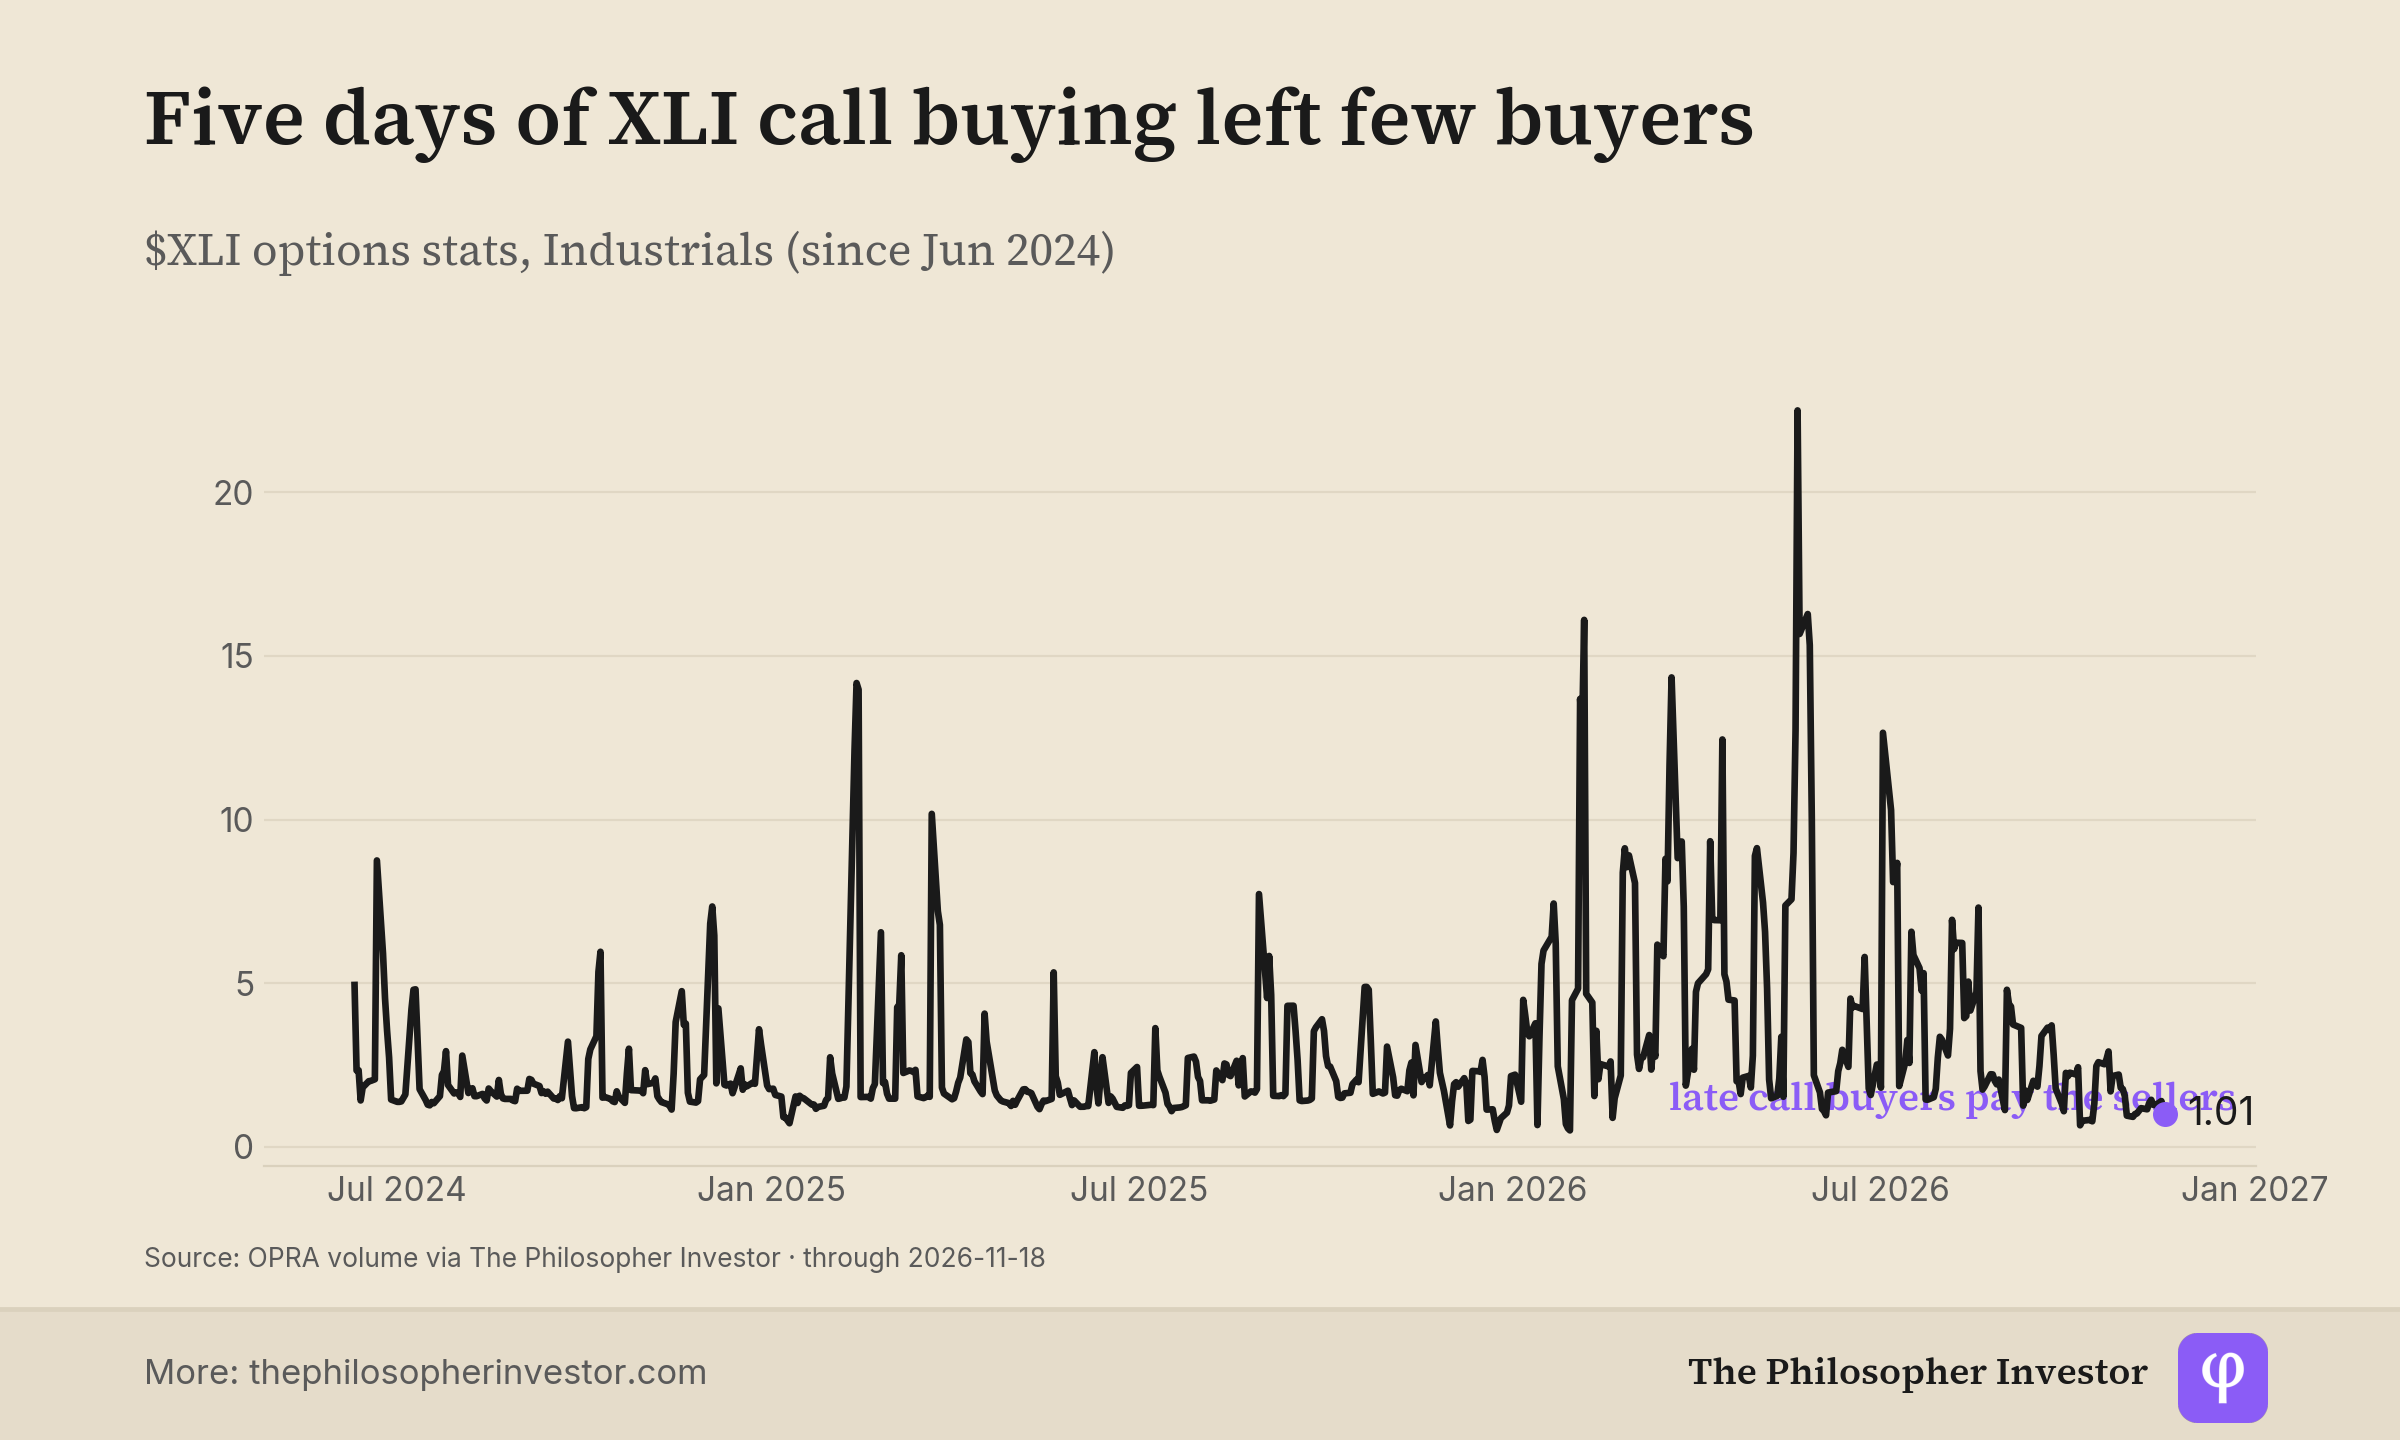 Five days of XLI call buying left few buyers
$XLI options stats, Industrials (since Jun 2024)
20
15
10
5
0
late call buyers pay the sellers
1.01
Jul 2024 Jan 2025 Jul 2025 Jan 2026 Jul 2026 Jan 2027
Source: OPRA volume via The Philosopher Investor · through 2026-11-18
More: thephilosopherinvestor.com
The Philosopher Investor φ